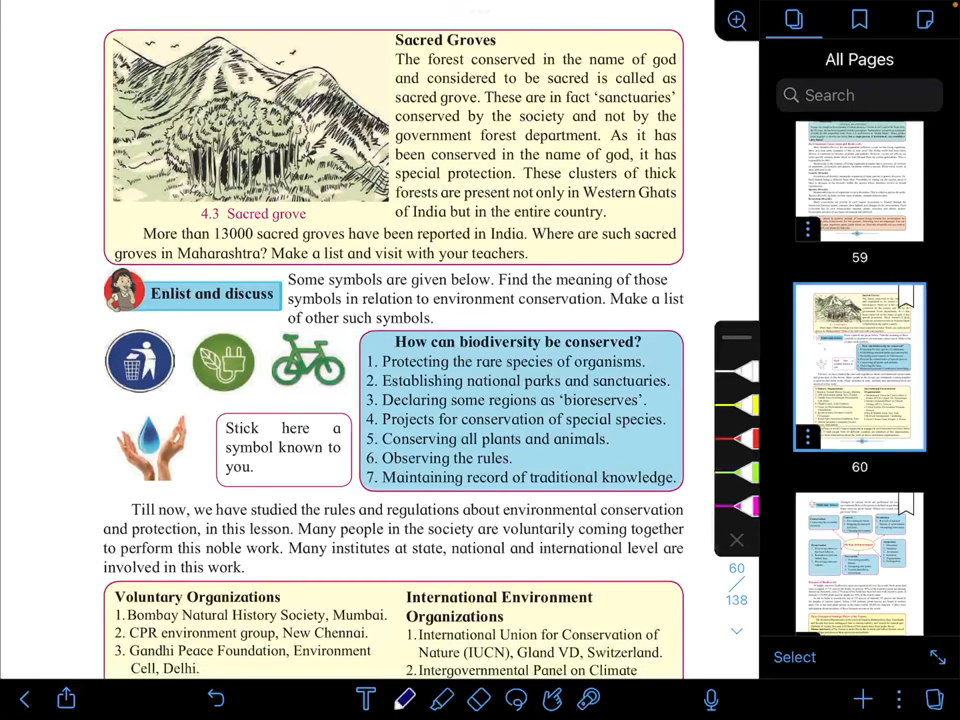 Sacred Groves
The forest conserved in the name of god
and considered to be sacred is called as
sacred grove. These are in fact ‘sanctuaries’
conserved by the society and not by the
government forest department. As it has
been conserved in the name of god, it has
special protection. These clusters of thick
forests are present not only in Western Ghats
of India but in the entire country.
4.3 Sacred grove
More than 13000 sacred groves have been reported in India. Where are such sacred
groves in Maharashtra? Make a list and visit with your teachers.
Enlist and discuss
Some symbols are given below. Find the meaning of those
symbols in relation to environment conservation. Make a list
of other such symbols.
How can biodiversity be conserved?
1. Protecting the rare species of organisms.
2. Establishing national parks and sanctuaries.
3. Declaring some regions as ‘bioreserves’.
4. Projects for conservation of special species.
5. Conserving all plants and animals.
6. Observing the rules.
7. Maintaining record of traditional knowledge.
Stick here a
symbol known to
you.
Till now, we have studied the rules and regulations about environmental conservation
and protection, in this lesson. Many people in the society are voluntarily coming together
to perform this noble work. Many institutes at state, national and international level are
involved in this work.
Voluntary Organizations
1. Bombay Natural History Society, Mumbai.
2. CPR environment group, New Chennai.
3. Gandhi Peace Foundation, Environment
Cell, Delhi.
International Environment
Organizations
1. International Union for Conservation of
Nature (IUCN), Gland VD, Switzerland.
2. Intergovernmental Panel on Climate
60
138
All Pages
Search
59
60
Select